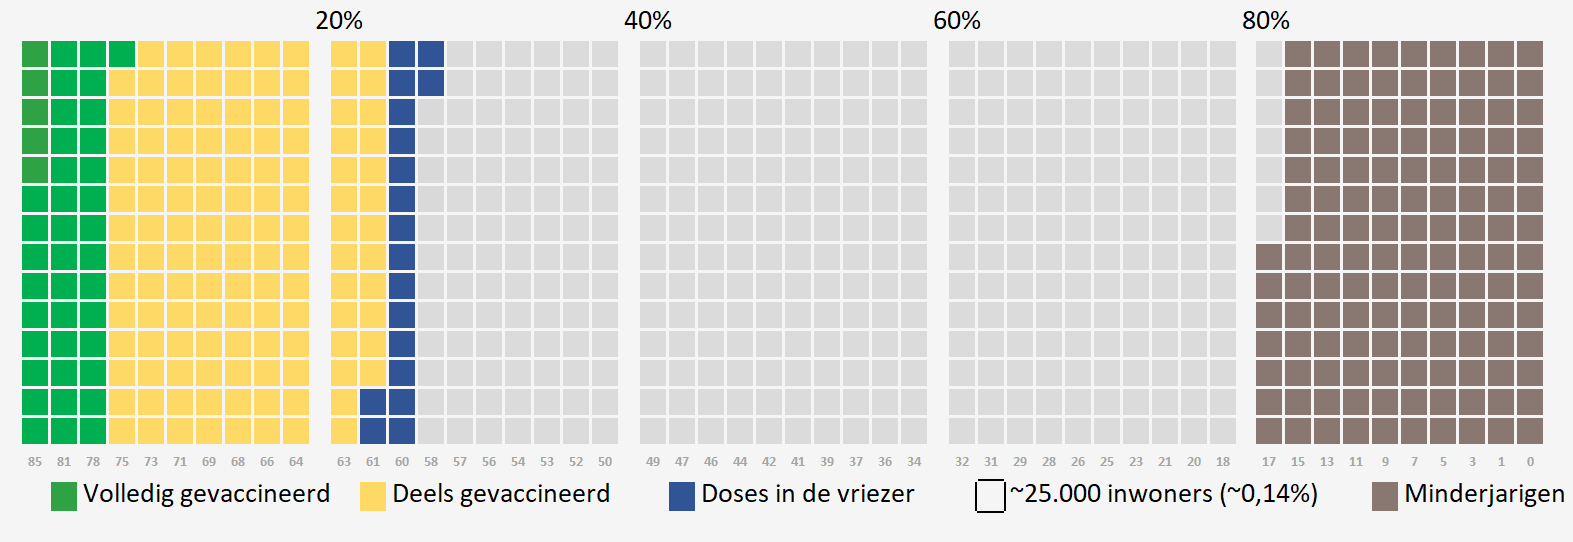 20% 40% 60% 80%
85 81 78 75 73 71 69 68 66 64 63 61 60 58 57 56 54 53 52 50 49 47 46 44 42 41 39 37 36 34 32 31 29 28 26 25 23 21 20 18 17 15 13 11 9 7 5 3 1 0
Volledig gevaccineerd Deels gevaccineerd Doses in de vriezer ~25.000 inwoners (~0,14%) Minderjarigen